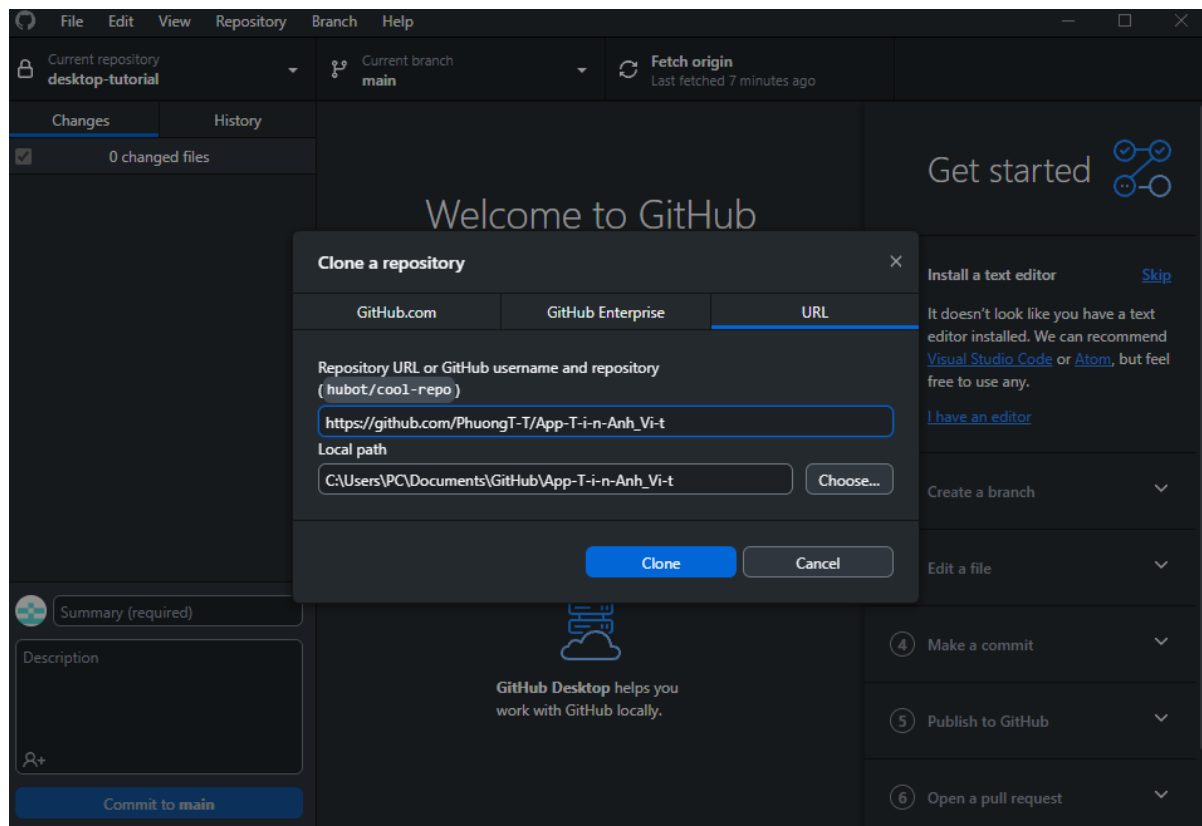 File Edit View Repository Branch Help
Current repository
desktop-tutorial
Current branch
main
Fetch origin
Last fetched 7 minutes ago
Changes
History
0 changed files
Welcome to GitHub
Get started
Clone a repository
GitHub.com
GitHub Enterprise
URL
Repository URL or GitHub username and repository
(hubot/cool-repo)
https://github.com/PhuongT-T/App-T-i-n-Anh_Vi-t
Local path
C:\Users\PC\Documents\GitHub\App-T-i-n-Anh_Vi-t
Choose...
Clone
Cancel
Install a text editor
Skip
It doesn't look like you have a text
editor installed. We can recommend
Visual Studio Code or Atom, but feel
free to use any.
I have an editor
Create a branch
Edit a file
4 Make a commit
5 Publish to GitHub
6 Open a pull request
GitHub Desktop helps you
work with GitHub locally.
Summary (required)
Description
Commit to main